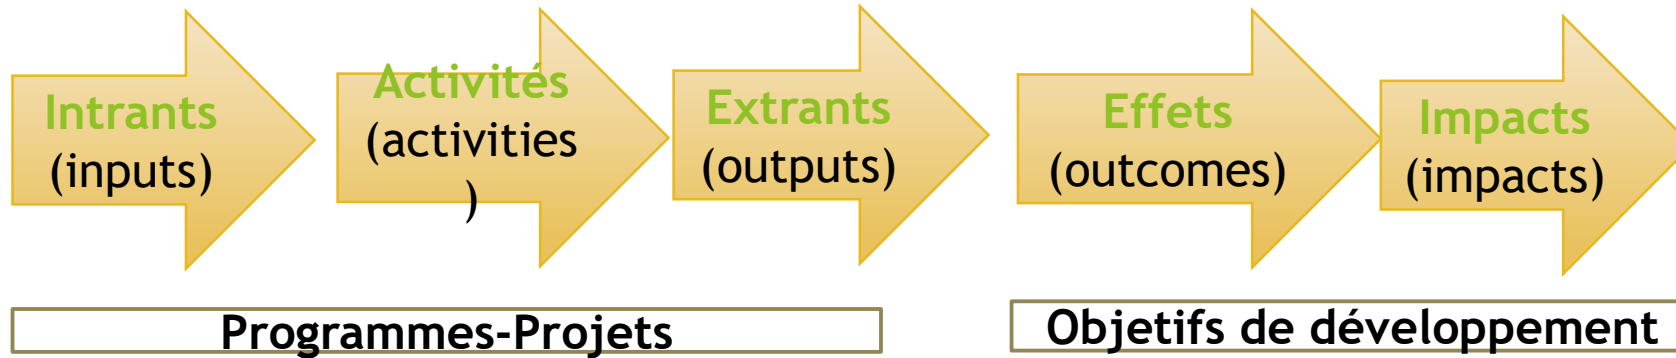 Intrants
(inputs)
Activités
(activities
)
Extrants
(outputs)
Effets
(outcomes)
Impacts
(impacts)
Programmes-Projets
Objetifs de développement